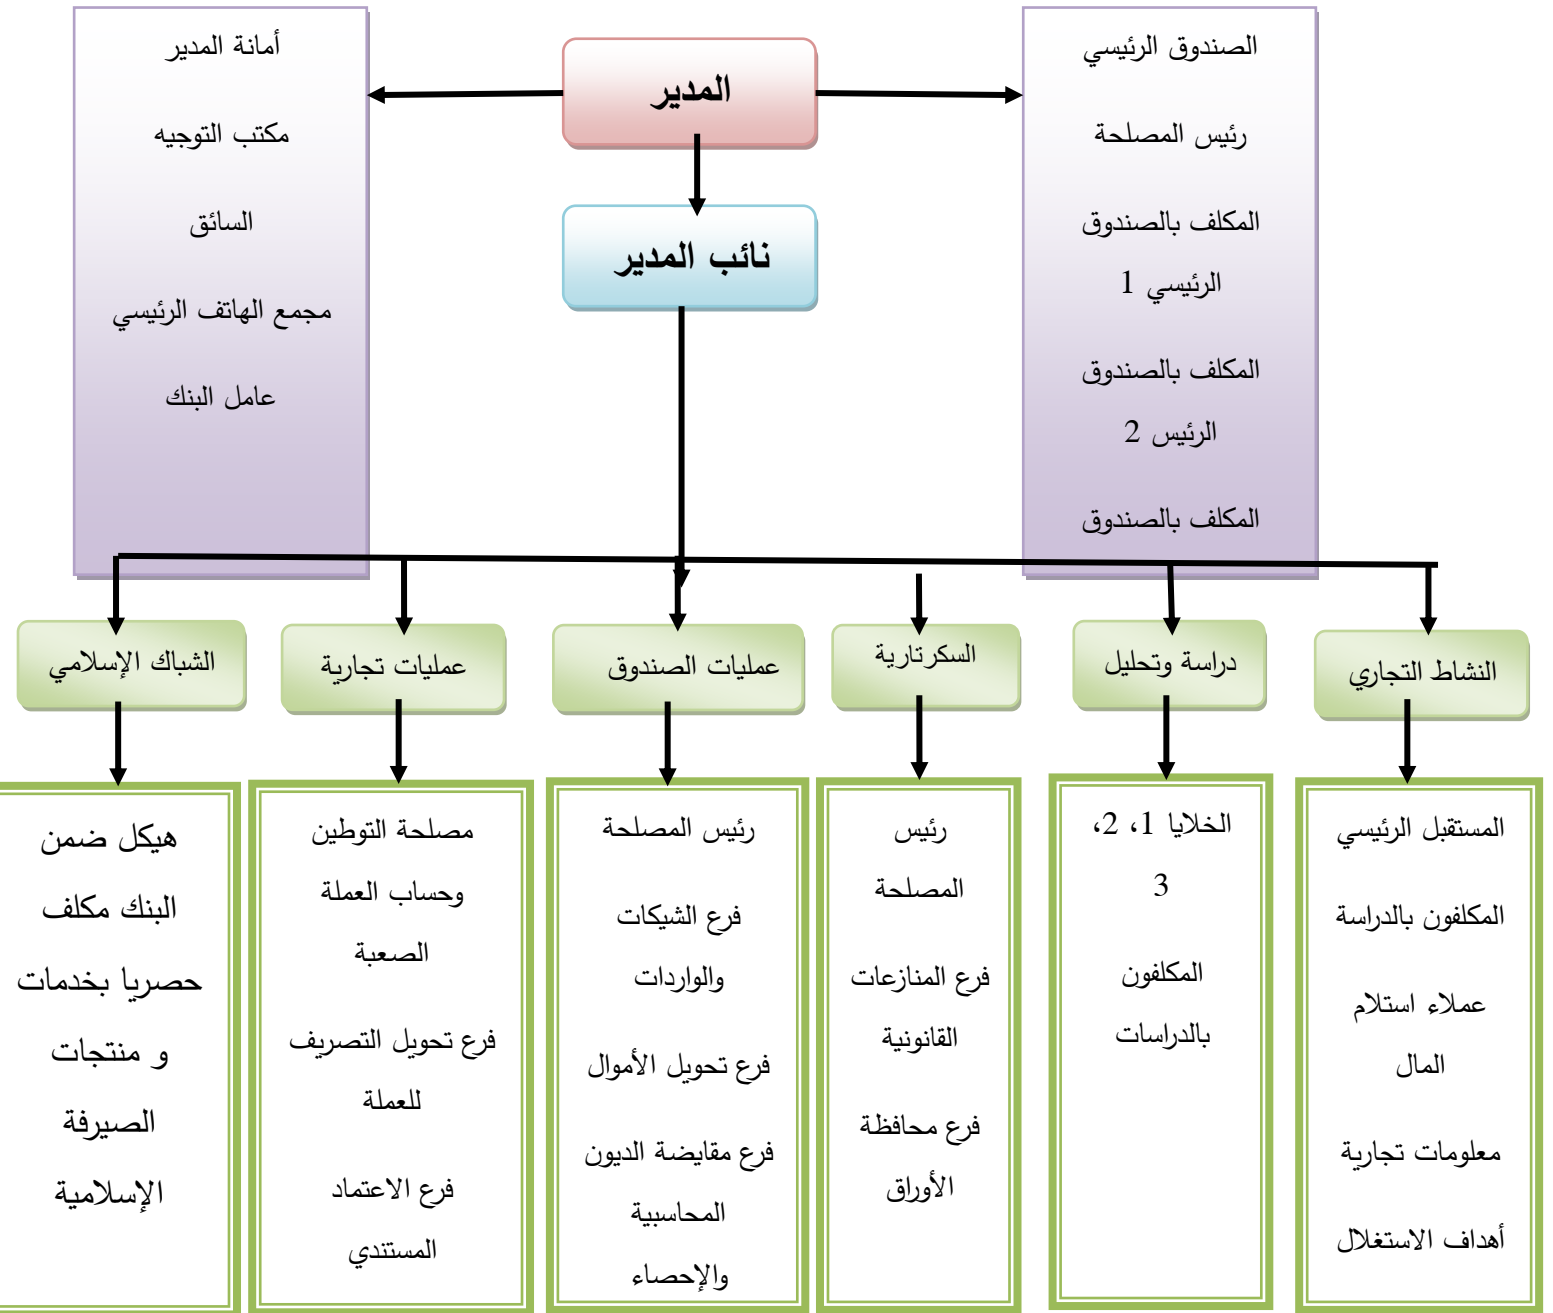 الصندوق الرئيسي
رئيس المصلحة
المكلف بالصندوق
الرئيسي 1
المكلف بالصندوق
الرئيس 2
المكلف بالصندوق
المدير
نائب المدير
أمانة المدير
مكتب التوجيه
السائق
مجمع الهاتف الرئيسي
عامل البنك
النشاط التجاري
دراسة وتحليل
السكرتارية
عمليات الصندوق
عمليات تجارية
الشباك الإسلامي
المستقبل الرئيسي
المكلفون بالدراسة
عملاء استلام
المال
معلومات تجارية
أهداف الاستغلال
الخلايا 1، 2،
3
المكلفون
بالدراسات
رئيس
المصلحة
فرع المنازعات
القانونية
فرع محافظة
الأوراق
رئيس المصلحة
فرع الشيكات
والواردات
فرع تحويل الأموال
فرع مقايضة الديون
المحاسبية
والإحصاء
مصلحة التوطين
وحساب العملة
الصعبة
فرع تحويل التصريف
للعملة
فرع الاعتماد
المستندي
هيكل ضمن
البنك مكلف
حصريا بخدمات
و منتجات
الصيرفة
الإسلامية